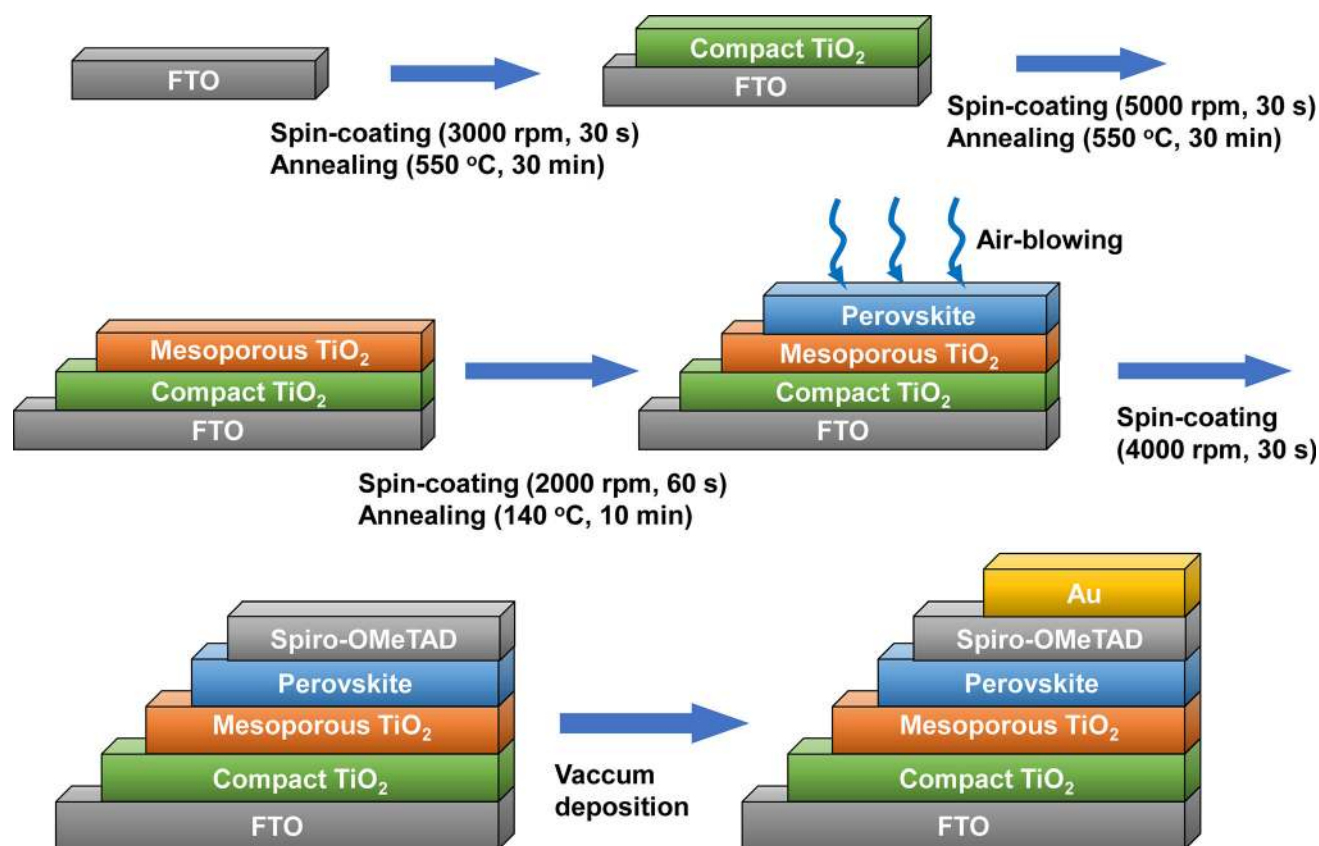 FTO
Compact TiO₂
FTO
Spin-coating (3000 rpm, 30 s)
Annealing (550 °C, 30 min)
Spin-coating (5000 rpm, 30 s)
Annealing (550 °C, 30 min)
Mesoporous TiO₂
Compact TiO₂
FTO
Spin-coating (2000 rpm, 60 s)
Annealing (140 °C, 10 min)
Air-blowing
Perovskite
Mesoporous TiO₂
Compact TiO₂
FTO
Spin-coating
(4000 rpm, 30 s)
Spiro-OMeTAD
Perovskite
Mesoporous TiO₂
Compact TiO₂
FTO
Vaccum
deposition
Au
Spiro-OMeTAD
Perovskite
Mesoporous TiO₂
Compact TiO₂
FTO